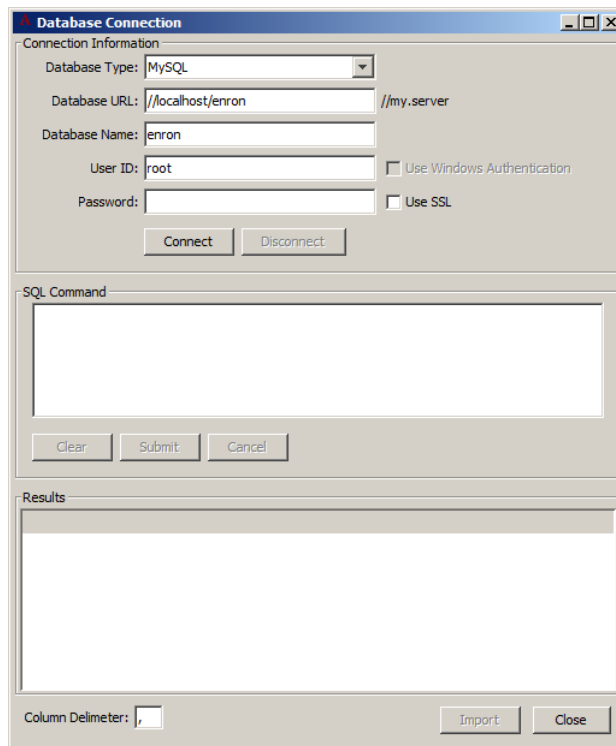 Database Connection
Connection Information
Database Type: MySQL
Database URL: //localhost/enron //my.server
Database Name: enron
User ID: root Use Windows Authentication
Password: Use SSL
Connect Disconnect
SQL Command
Clear Submit Cancel
Results
Column Delimeter: , Import Close